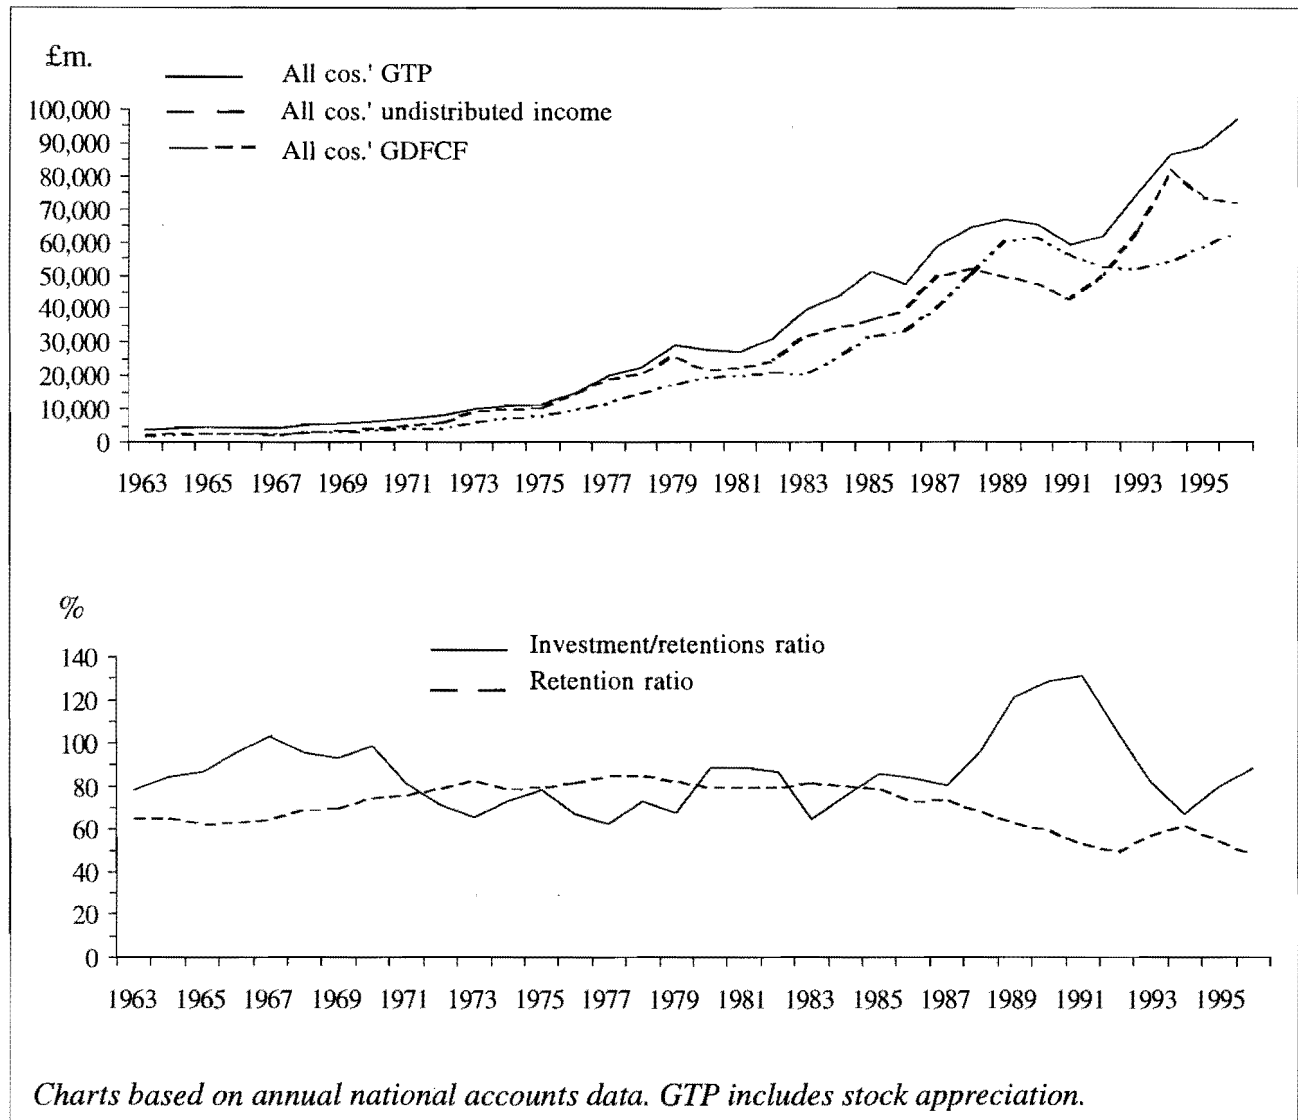 £m.
All cos.' GTP
All cos.' undistributed income
All cos.' GDFCF
100,000
90,000
80,000
70,000
60,000
50,000
40,000
30,000
20,000
10,000
0
1963 1965 1967 1969 1971 1973 1975 1977 1979 1981 1983 1985 1987 1989 1991 1993 1995
%
Investment/retentions ratio
Retention ratio
140
120
100
80
60
40
20
0
1963 1965 1967 1969 1971 1973 1975 1977 1979 1981 1983 1985 1987 1989 1991 1993 1995
Charts based on annual national accounts data. GTP includes stock appreciation.